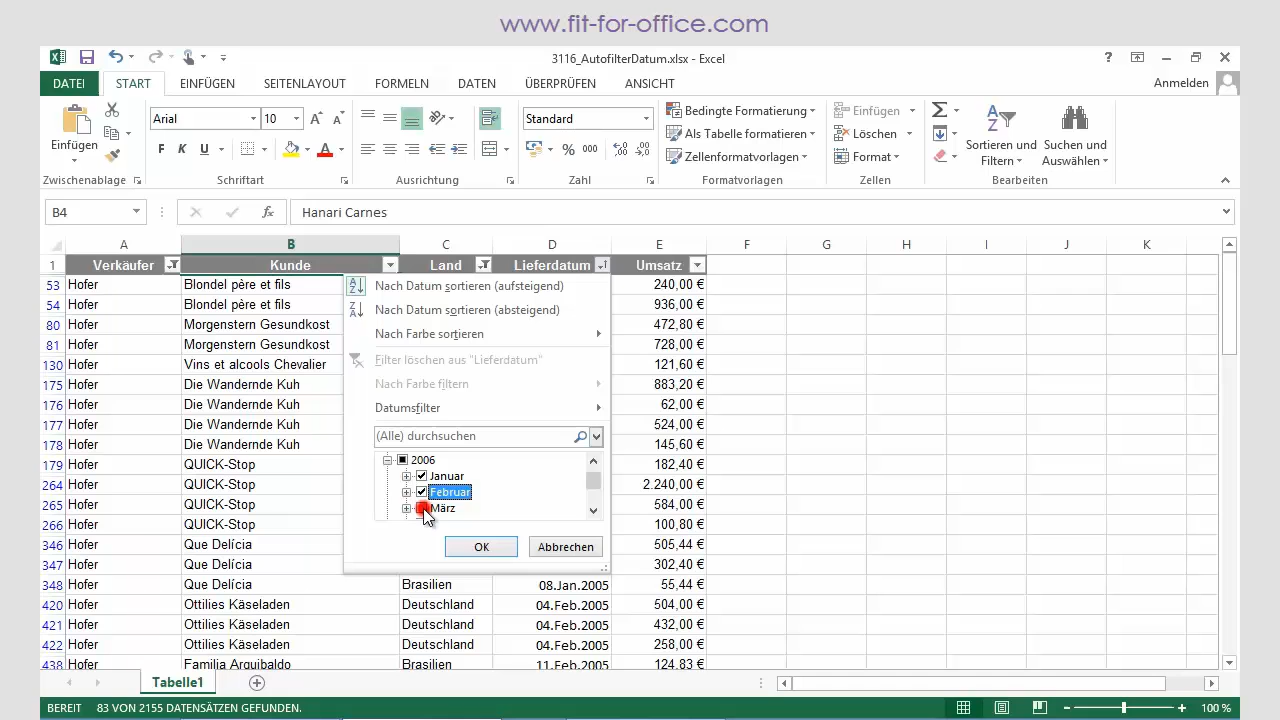 www.fit-for-office.com
3116_AutofilterDatum.xlsx - Excel
DATEI START EINFÜGEN SEITENLAYOUT FORMELN DATEN ÜBERPRÜFEN ANSICHT Anmelden
Einfügen
Zwischenablage
Arial 10
F K U
Schriftart
Ausrichtung
Standard
% 000
Zahl
Bedingte Formatierung
Als Tabelle formatieren
Zellenformatvorlagen
Formatvorlagen
Einfügen
Löschen
Format
Zellen
Sortieren und Filtern
Suchen und Auswählen
Bearbeiten
B4 fx Hanari Carnes
A B C D E F G H I J K
1 Verkäufer Kunde Land Lieferdatum Umsatz
53 Hofer Blondel père et fils 240,00 €
54 Hofer Blondel père et fils 936,00 €
80 Hofer Morgenstern Gesundkost 472,80 €
81 Hofer Morgenstern Gesundkost 728,00 €
130 Hofer Vins et alcools Chevalier 121,60 €
175 Hofer Die Wandernde Kuh 883,20 €
176 Hofer Die Wandernde Kuh 62,00 €
177 Hofer Die Wandernde Kuh 524,00 €
178 Hofer Die Wandernde Kuh 145,60 €
179 Hofer QUICK-Stop 182,40 €
264 Hofer QUICK-Stop 2.240,00 €
265 Hofer QUICK-Stop 584,00 €
266 Hofer QUICK-Stop 100,80 €
346 Hofer Que Delícia 505,44 €
347 Hofer Que Delícia 302,40 €
348 Hofer Que Delícia Brasilien 08.Jan.2005 55,44 €
420 Hofer Ottilies Käseladen Deutschland 04.Feb.2005 504,00 €
421 Hofer Ottilies Käseladen Deutschland 04.Feb.2005 432,00 €
422 Hofer Ottilies Käseladen Deutschland 04.Feb.2005 258,00 €
438 Hofer Familia Arquibaldo Brasilien 11.Feb.2005 124,83 €
Nach Datum sortieren (aufsteigend)
Nach Datum sortieren (absteigend)
Nach Farbe sortieren
Filter löschen aus "Lieferdatum"
Nach Farbe filtern
Datumsfilter
(Alle) durchsuchen
2006
Januar
Februar
März
OK Abbrechen
Tabelle1
BEREIT 83 VON 2155 DATENSÄTZEN GEFUNDEN. 100 %